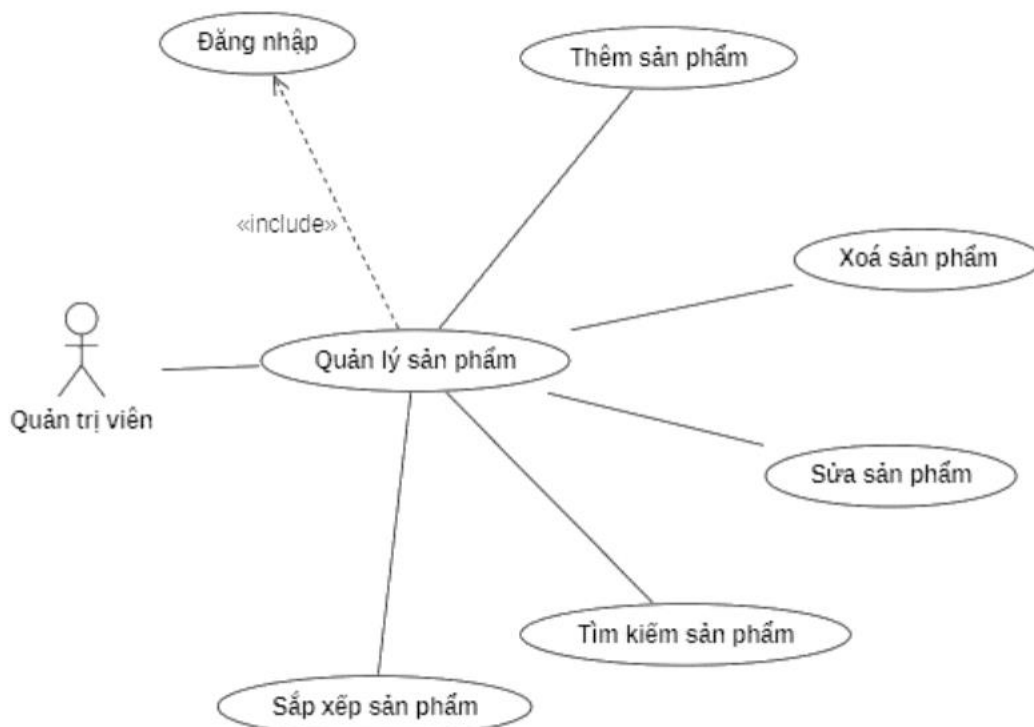 Đăng nhập
Thêm sản phẩm
«include»
Xoá sản phẩm
Quản lý sản phẩm
Quản trị viên
Sửa sản phẩm
Tìm kiếm sản phẩm
Sắp xếp sản phẩm